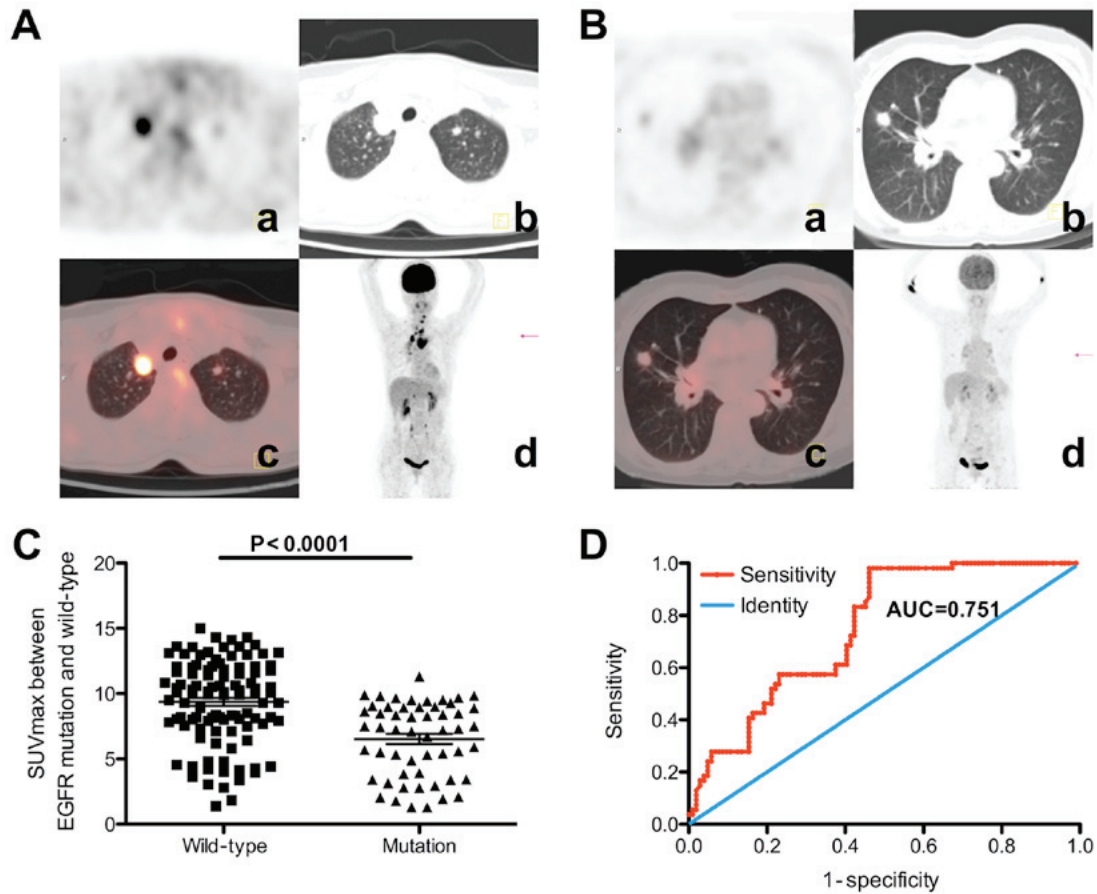 A
a
b
c
d
B
a
b
c
d
C
P< 0.0001
SUVmax between
EGFR mutation and wild-type
20
15
10
5
0
Wild-type
Mutation
D
Sensitivity
Identity
AUC=0.751
Sensitivity
1.0
0.8
0.6
0.4
0.2
0.0
0.0 0.2 0.4 0.6 0.8 1.0
1-specificity